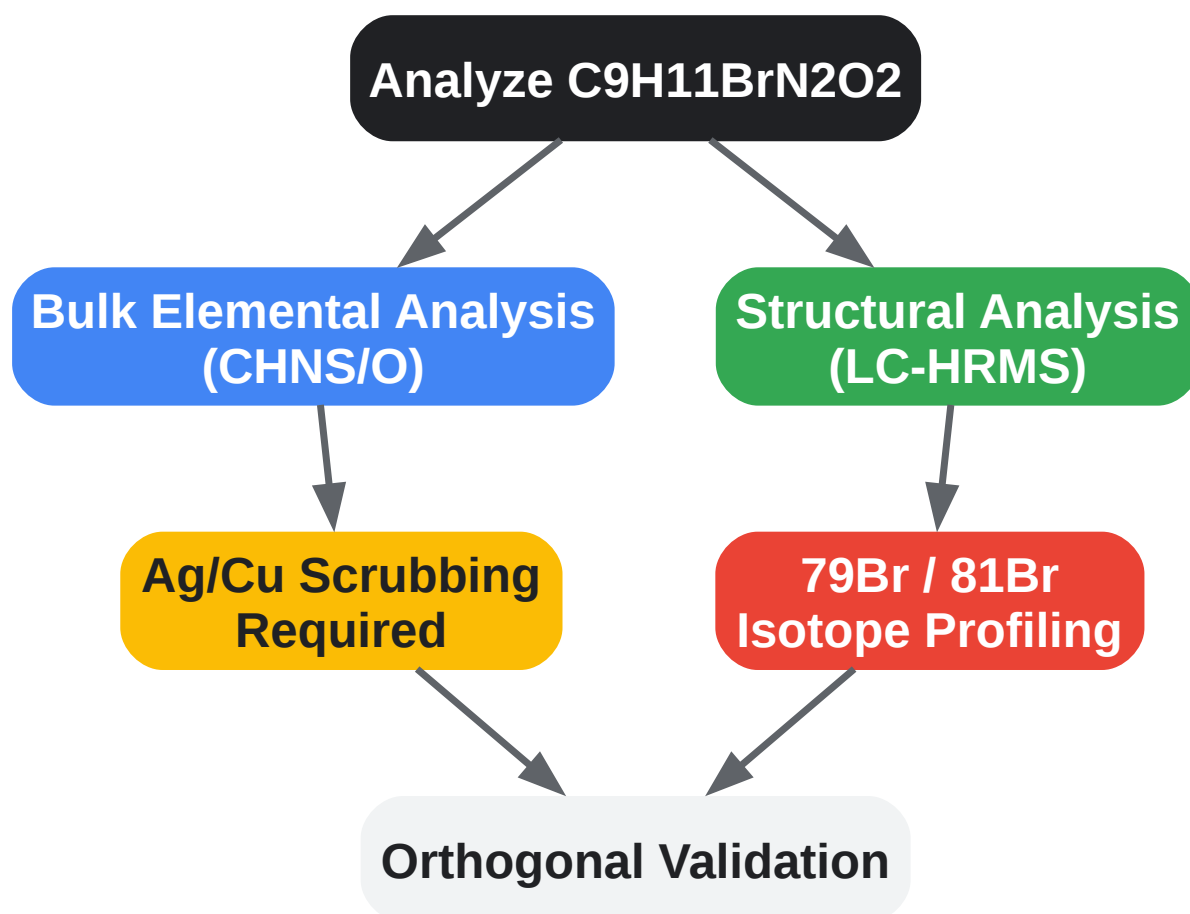 Analyze C9H11BrN2O2
Bulk Elemental Analysis
(CHNS/O)
Structural Analysis
(LC-HRMS)
Ag/Cu Scrubbing
Required
79Br / 81Br
Isotope Profiling
Orthogonal Validation